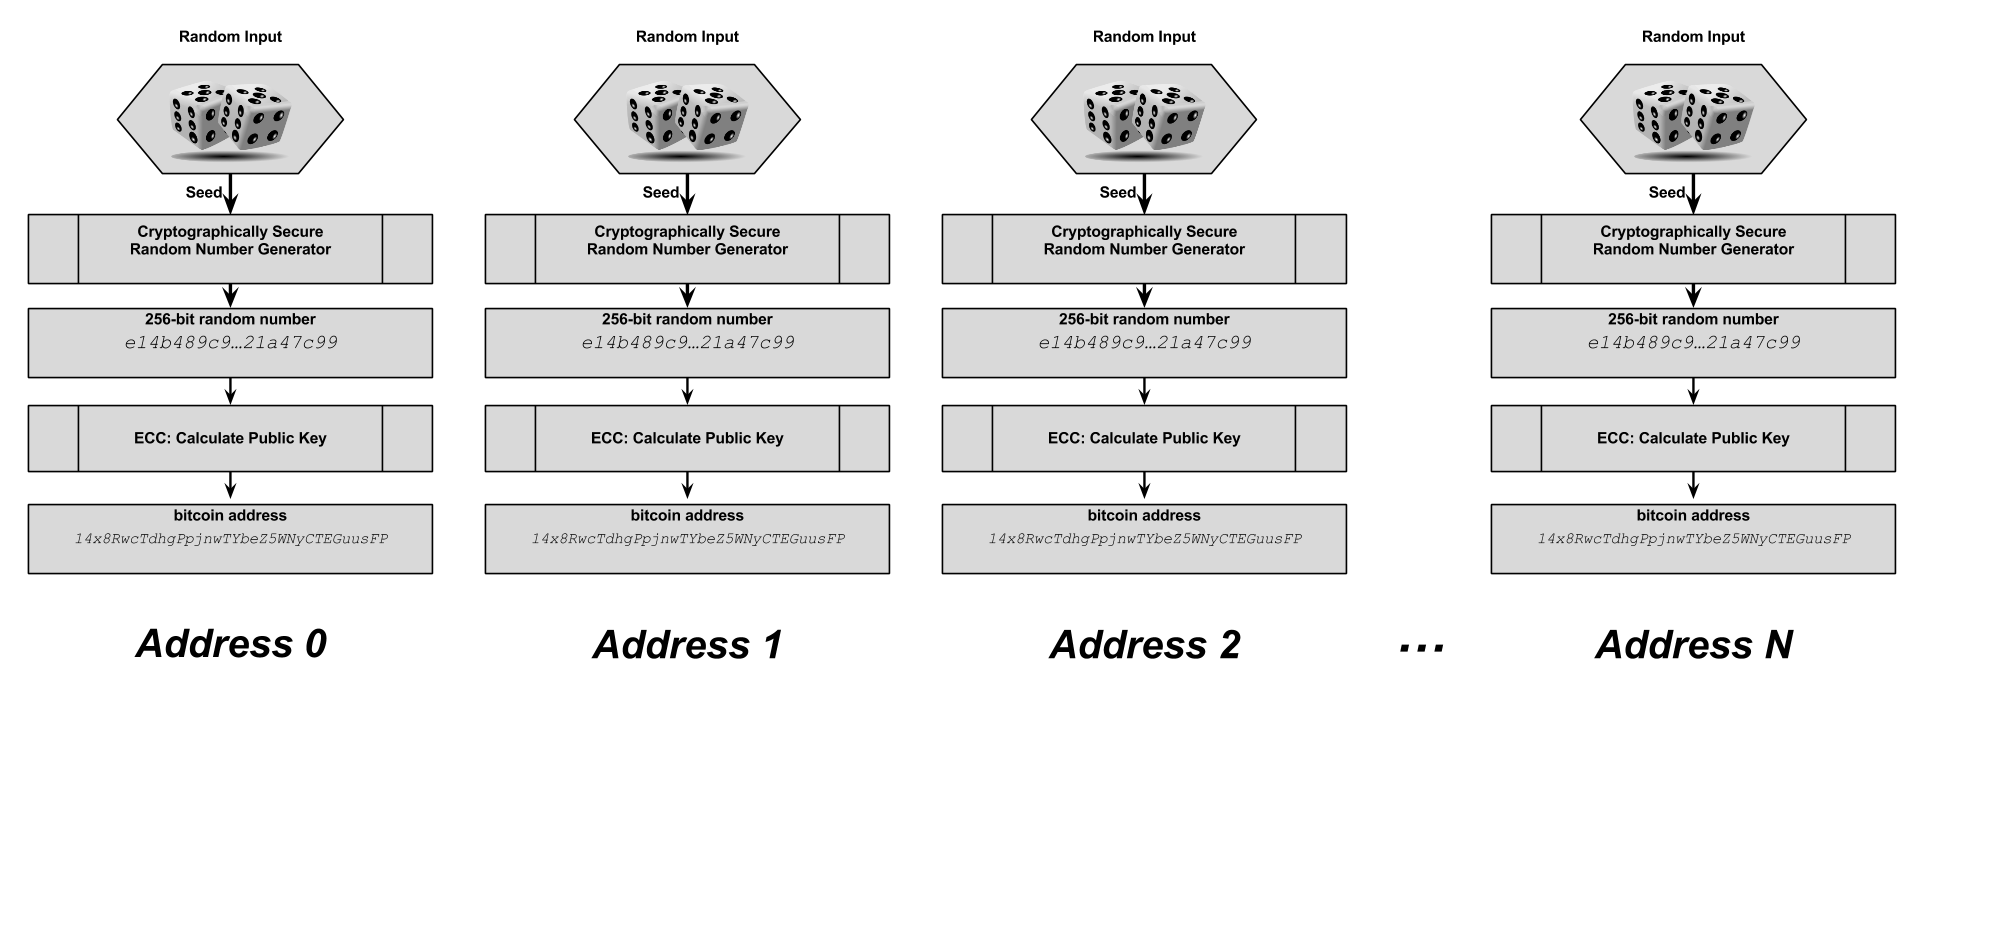 Random Input
Seed
Cryptographically Secure
Random Number Generator
256-bit random number
e14b489c9…21a47c99
ECC: Calculate Public Key
bitcoin address
14x8RwcTdhgPpjnwTYbeZ5WNyCTEGuusFP
Address 0
Random Input
Seed
Cryptographically Secure
Random Number Generator
256-bit random number
e14b489c9…21a47c99
ECC: Calculate Public Key
bitcoin address
14x8RwcTdhgPpjnwTYbeZ5WNyCTEGuusFP
Address 1
Random Input
Seed
Cryptographically Secure
Random Number Generator
256-bit random number
e14b489c9…21a47c99
ECC: Calculate Public Key
bitcoin address
14x8RwcTdhgPpjnwTYbeZ5WNyCTEGuusFP
Address 2
…
Random Input
Seed
Cryptographically Secure
Random Number Generator
256-bit random number
e14b489c9…21a47c99
ECC: Calculate Public Key
bitcoin address
14x8RwcTdhgPpjnwTYbeZ5WNyCTEGuusFP
Address N